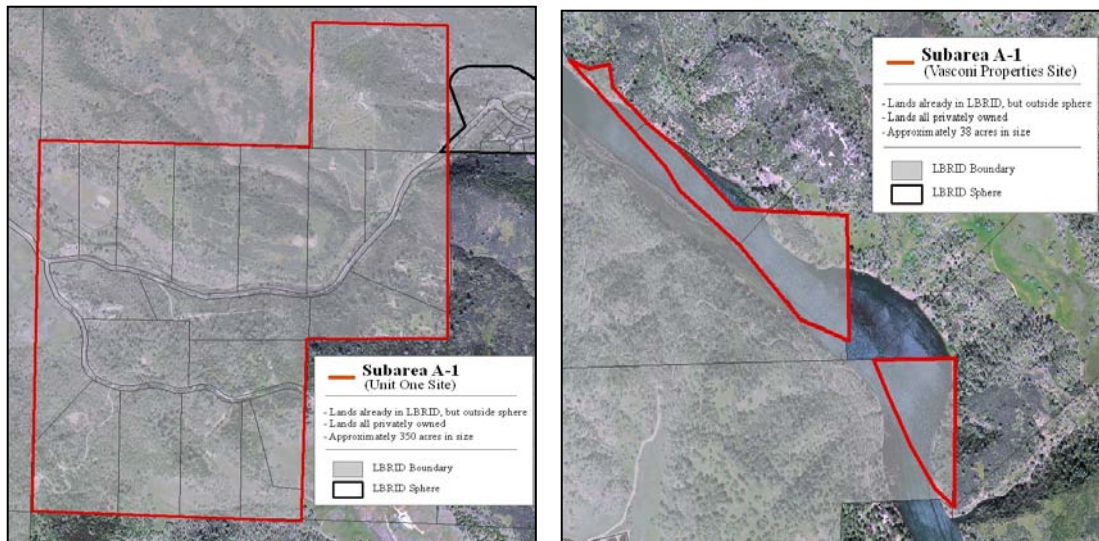 Subarea A-1
(Unit One Site)
- Lands already in LBRID, but outside sphere
- Lands all privately owned
- Approximately 350 acres in size
LBRID Boundary
LBRID Sphere
Subarea A-1
(Vasconi Properties Site)
- Lands already in LBRID, but outside sphere
- Lands all privately owned
- Approximately 38 acres in size
LBRID Boundary
LBRID Sphere